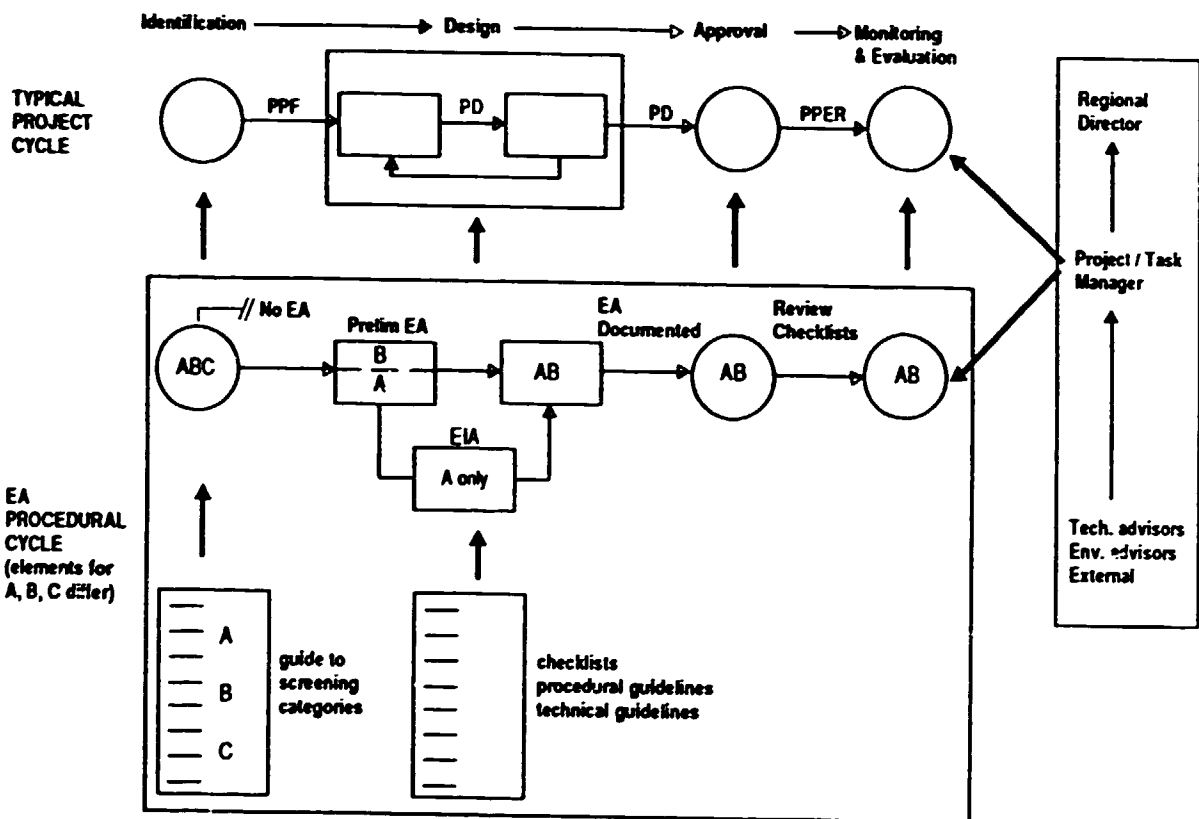 Identification
Design
Approval
Monitoring
& Evaluation
TYPICAL
PROJECT
CYCLE
PPF
PD
PD
PPER
Regional
Director
Project / Task
Manager
Tech. advisors
Env. advisors
External
EA
PROCEDURAL
CYCLE
(elements for
A, B, C differ)
ABC
// No EA
Prelim EA
B
A
AB
EIA
A only
EA
Documented
AB
Review
Checklists
AB
A
B
C
guide to
screening
categories
checklists
procedural guidelines
technical guidelines